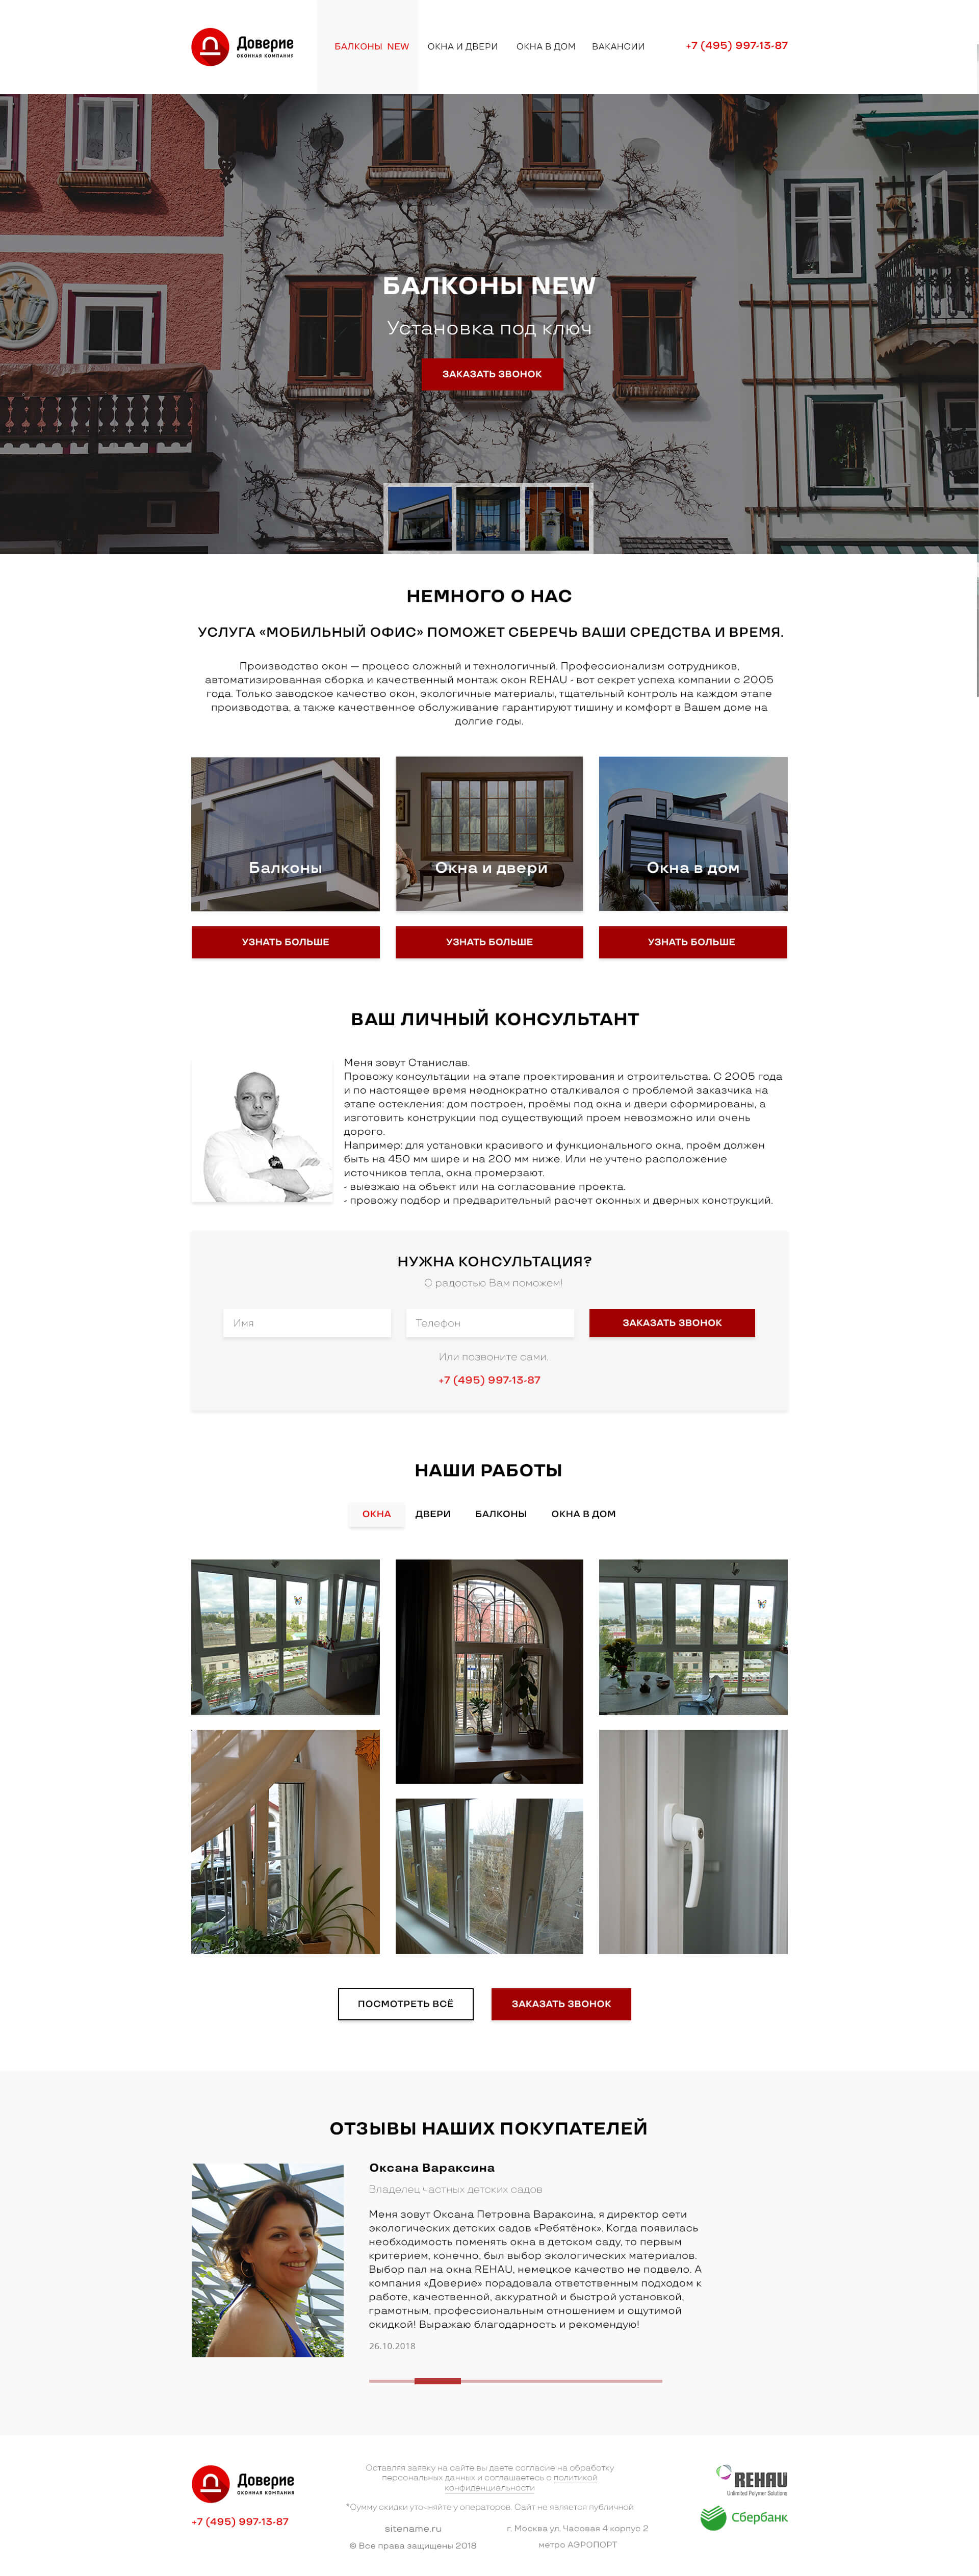 Доверие
ОКОННАЯ КОМПАНИЯ
БАЛКОНЫ NEW
ОКНА И ДВЕРИ
ОКНА В ДОМ
ВАКАНСИИ
+7 (495) 997-13-87
БАЛКОНЫ NEW
Установка под ключ
ЗАКАЗАТЬ ЗВОНОК
НЕМНОГО О НАС
УСЛУГА «МОБИЛЬНЫЙ ОФИС» ПОМОЖЕТ СБЕРЕЧЬ ВАШИ СРЕДСТВА И ВРЕМЯ.
Производство окон — процесс сложный и технологичный. Профессионализм сотрудников,
автоматизированная сборка и качественный монтаж окон REHAU - вот секрет успеха компании с 2005
года. Только заводское качество окон, экологичные материалы, тщательный контроль на каждом этапе
производства, а также качественное обслуживание гарантируют тишину и комфорт в Вашем доме на
долгие годы.
Балконы
Окна и двери
Окна в дом
УЗНАТЬ БОЛЬШЕ
УЗНАТЬ БОЛЬШЕ
УЗНАТЬ БОЛЬШЕ
ВАШ ЛИЧНЫЙ КОНСУЛЬТАНТ
Меня зовут Станислав.
Провожу консультации на этапе проектирования и строительства. С 2005 года
и по настоящее время неоднократно сталкивался с проблемой заказчика на
этапе остекления: дом построен, проёмы под окна и двери сформированы, а
изготовить конструкции под существующий проем невозможно или очень
дорого.
Например: для установки красивого и функционального окна, проём должен
быть на 450 мм шире и на 200 мм ниже. Или не учтено расположение
источников тепла, окна промерзают.
- выезжаю на объект или на согласование проекта.
- провожу подбор и предварительный расчет оконных и дверных конструкций.
НУЖНА КОНСУЛЬТАЦИЯ?
С радостью Вам поможем!
Имя
Телефон
ЗАКАЗАТЬ ЗВОНОК
Или позвоните сами.
+7 (495) 997-13-87
НАШИ РАБОТЫ
ОКНА
ДВЕРИ
БАЛКОНЫ
ОКНА В ДОМ
ПОСМОТРЕТЬ ВСЁ
ЗАКАЗАТЬ ЗВОНОК
ОТЗЫВЫ НАШИХ ПОКУПАТЕЛЕЙ
Оксана Вараксина
Владелец частных детских садов
Меня зовут Оксана Петровна Вараксина, я директор сети
экологических детских садов «Ребятёнок». Когда появилась
необходимость поменять окна в детском саду, то первым
критерием, конечно, был выбор экологических материалов.
Выбор пал на окна REHAU, немецкое качество не подвело. А
компания «Доверие» порадовала ответственным подходом к
работе, качественной, аккуратной и быстрой установкой,
грамотным, профессиональным отношением и ощутимой
скидкой! Выражаю благодарность и рекомендую!
26.10.2018
Доверие
ОКОННАЯ КОМПАНИЯ
+7 (495) 997-13-87
Оставляя заявку на сайте вы даете согласие на обработку
персональных данных и соглашаетесь с политикой
конфиденциальности
*Сумму скидки уточняйте у операторов. Сайт не является публичной
sitename.ru
© Все права защищены 2018
г. Москва ул. Часовая 4 корпус 2
метро АЭРОПОРТ
REHAU
Unlimited Polymer Solutions
Сбербанк